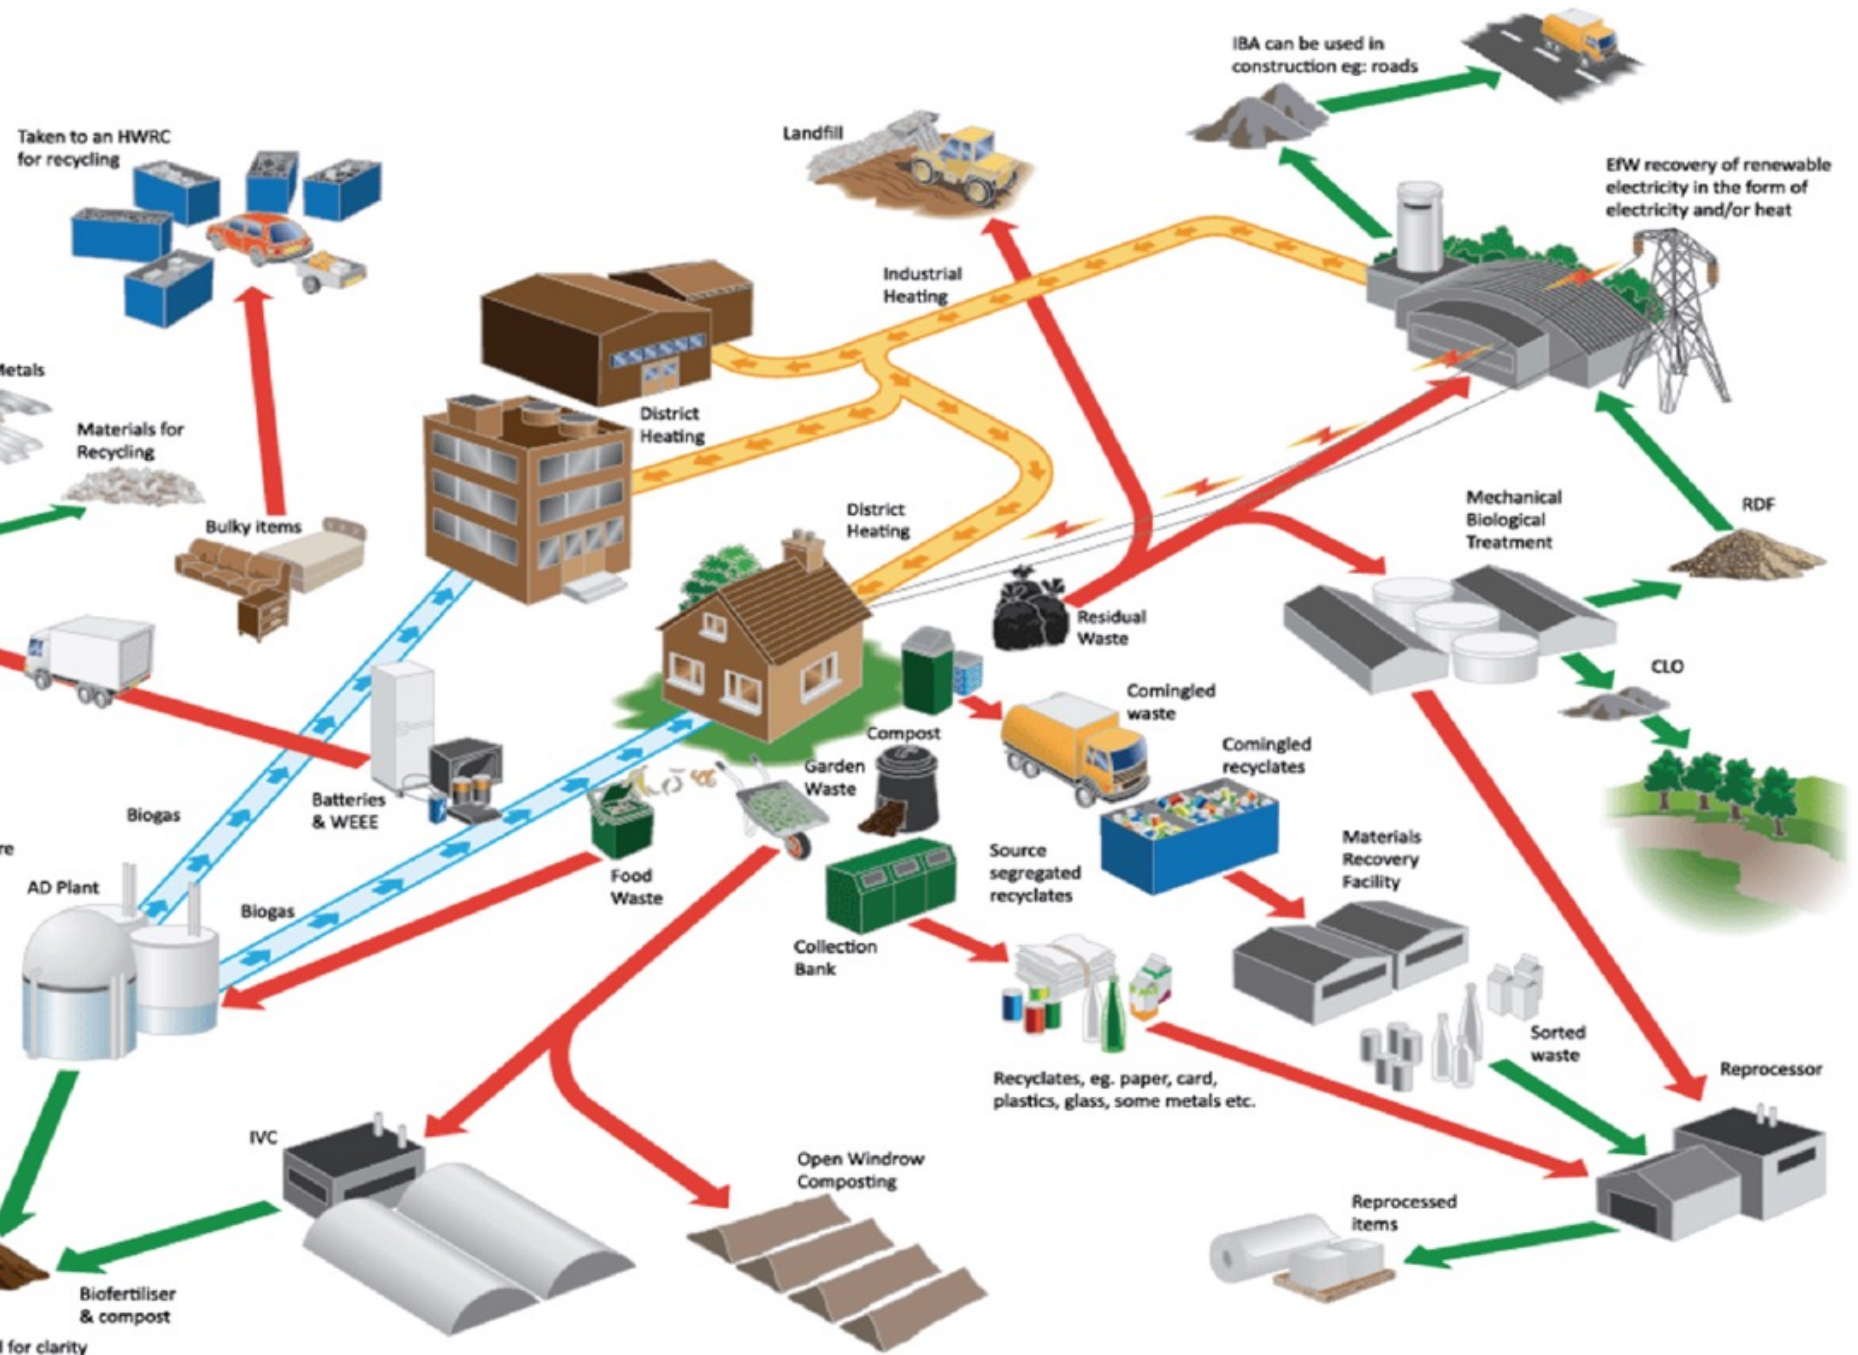 IBA can be used in
construction eg: roads
Taken to an HWRC
for recycling
Landfill
EfW recovery of renewable
electricity in the form of
electricity and/or heat
Industrial
Heating
Materials for
Recycling
District
Heating
Bulky items
District
Heating
Mechanical
Biological
Treatment
RDF
Residual
Waste
CLO
Comingled
waste
Compost
Comingled
recyclates
Garden
Waste
Batteries
& WEEE
Biogas
Materials
Recovery
Facility
Source
segregated
recyclates
AD Plant
Food
Waste
Biogas
Collection
Bank
Sorted
waste
Reprocessor
Recyclates, eg. paper, card,
plastics, glass, some metals etc.
IVC
Open Windrow
Composting
Reprocessed
items
Biofertiliser
& compost
for clarity